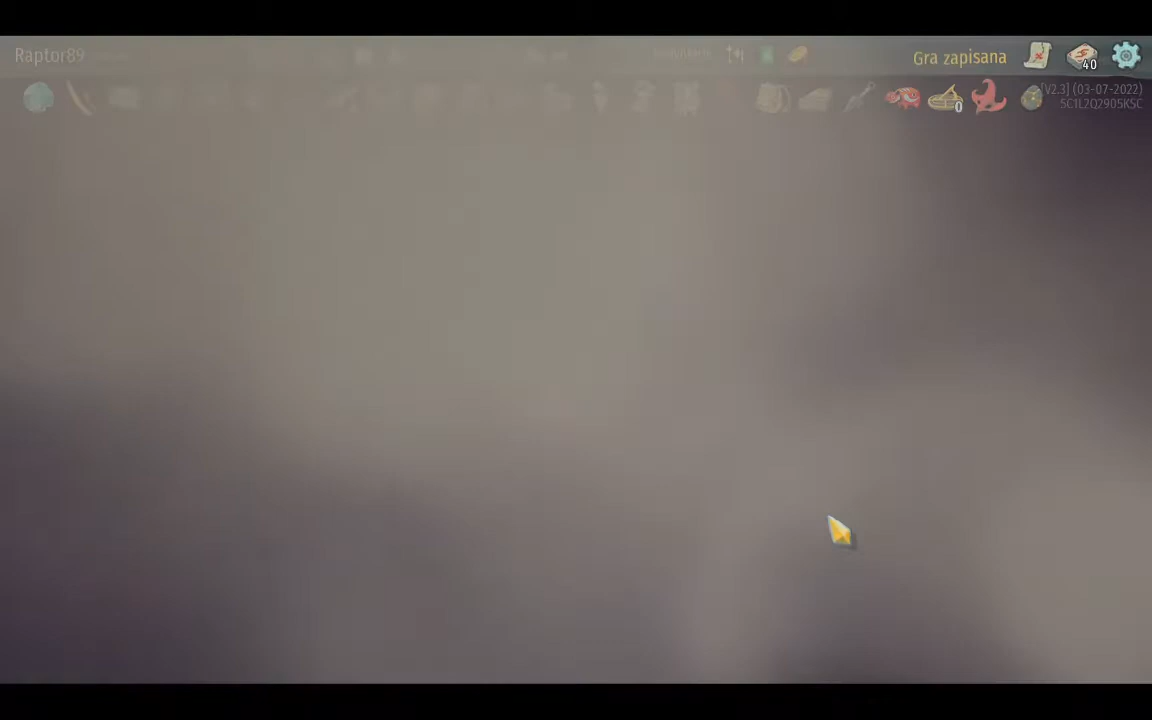 Raptor89
Gra zapisana
40
[V2.3] (03-07-2022)
0
5C1L2Q2905KSC